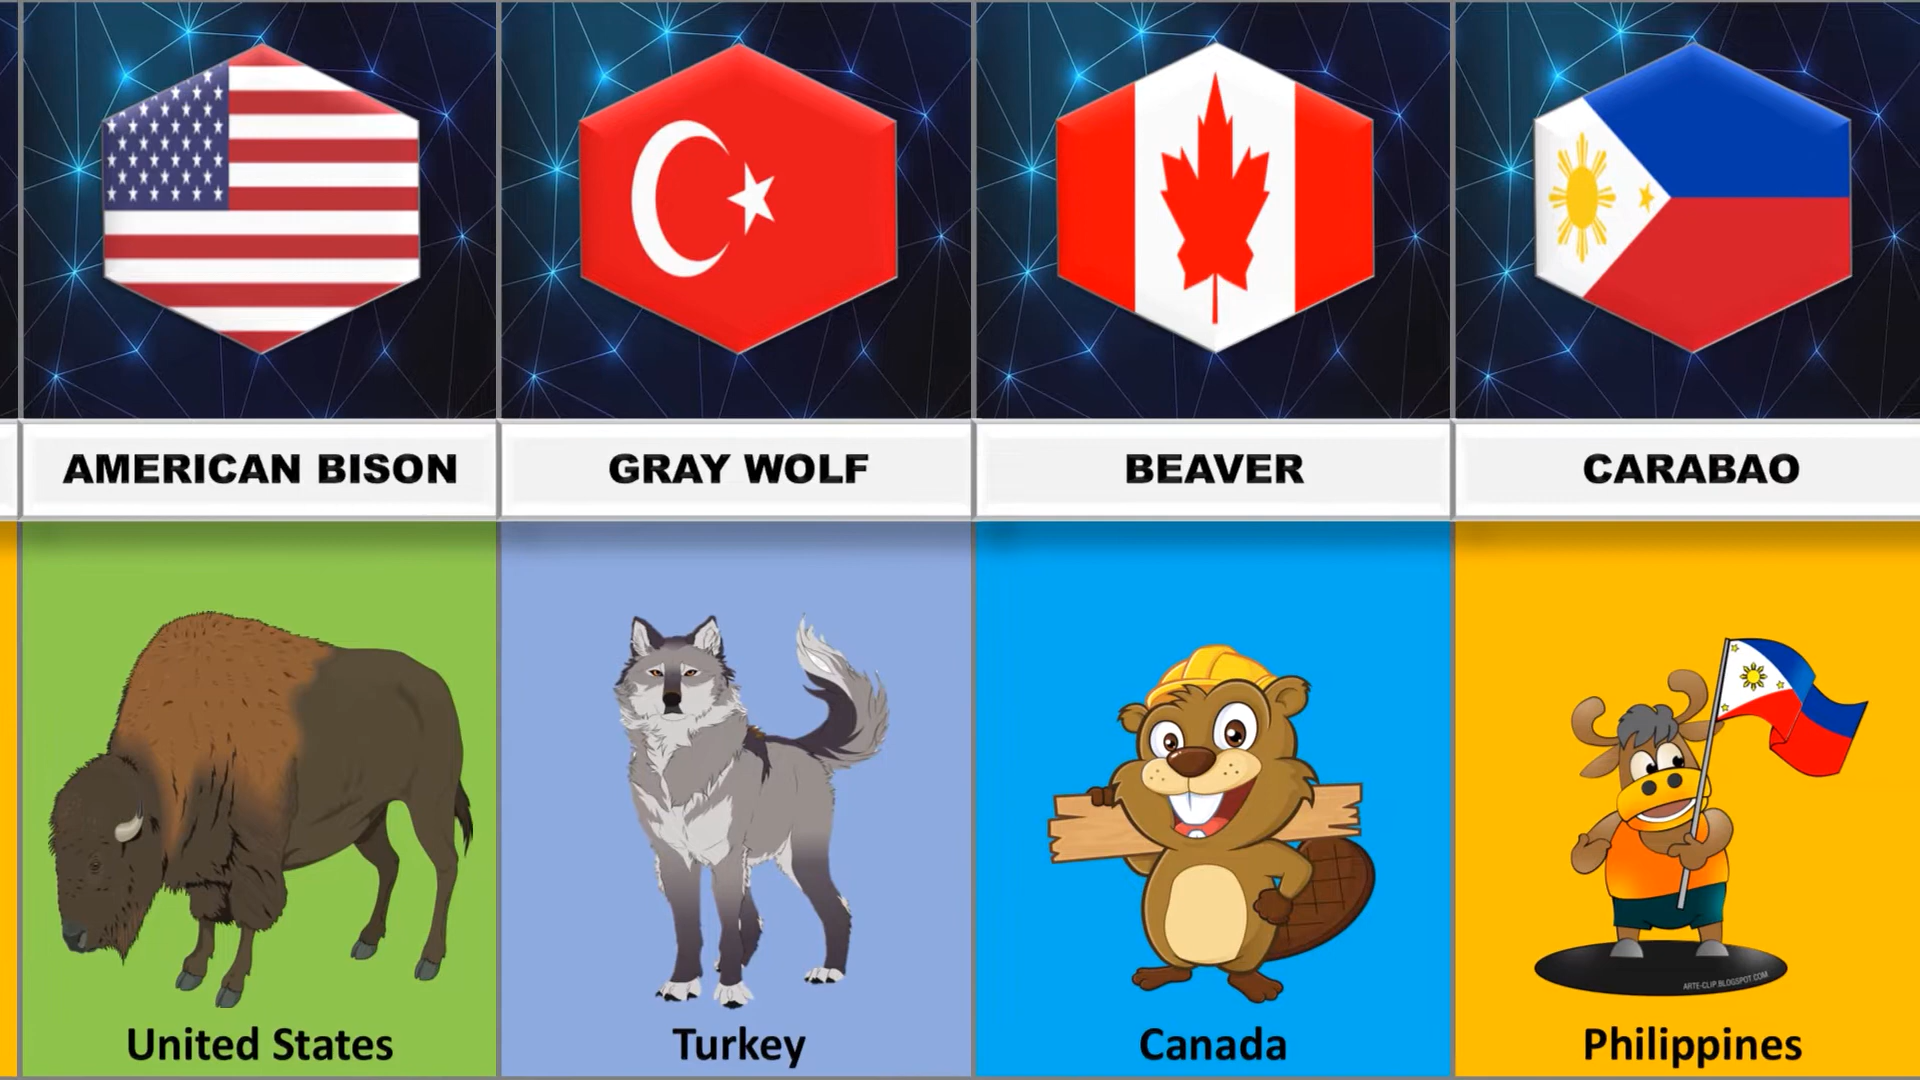 AMERICAN BISON
GRAY WOLF
BEAVER
CARABAO
ARTE-CLIP.BLOGSPOT.COM
United States
Turkey
Canada
Philippines